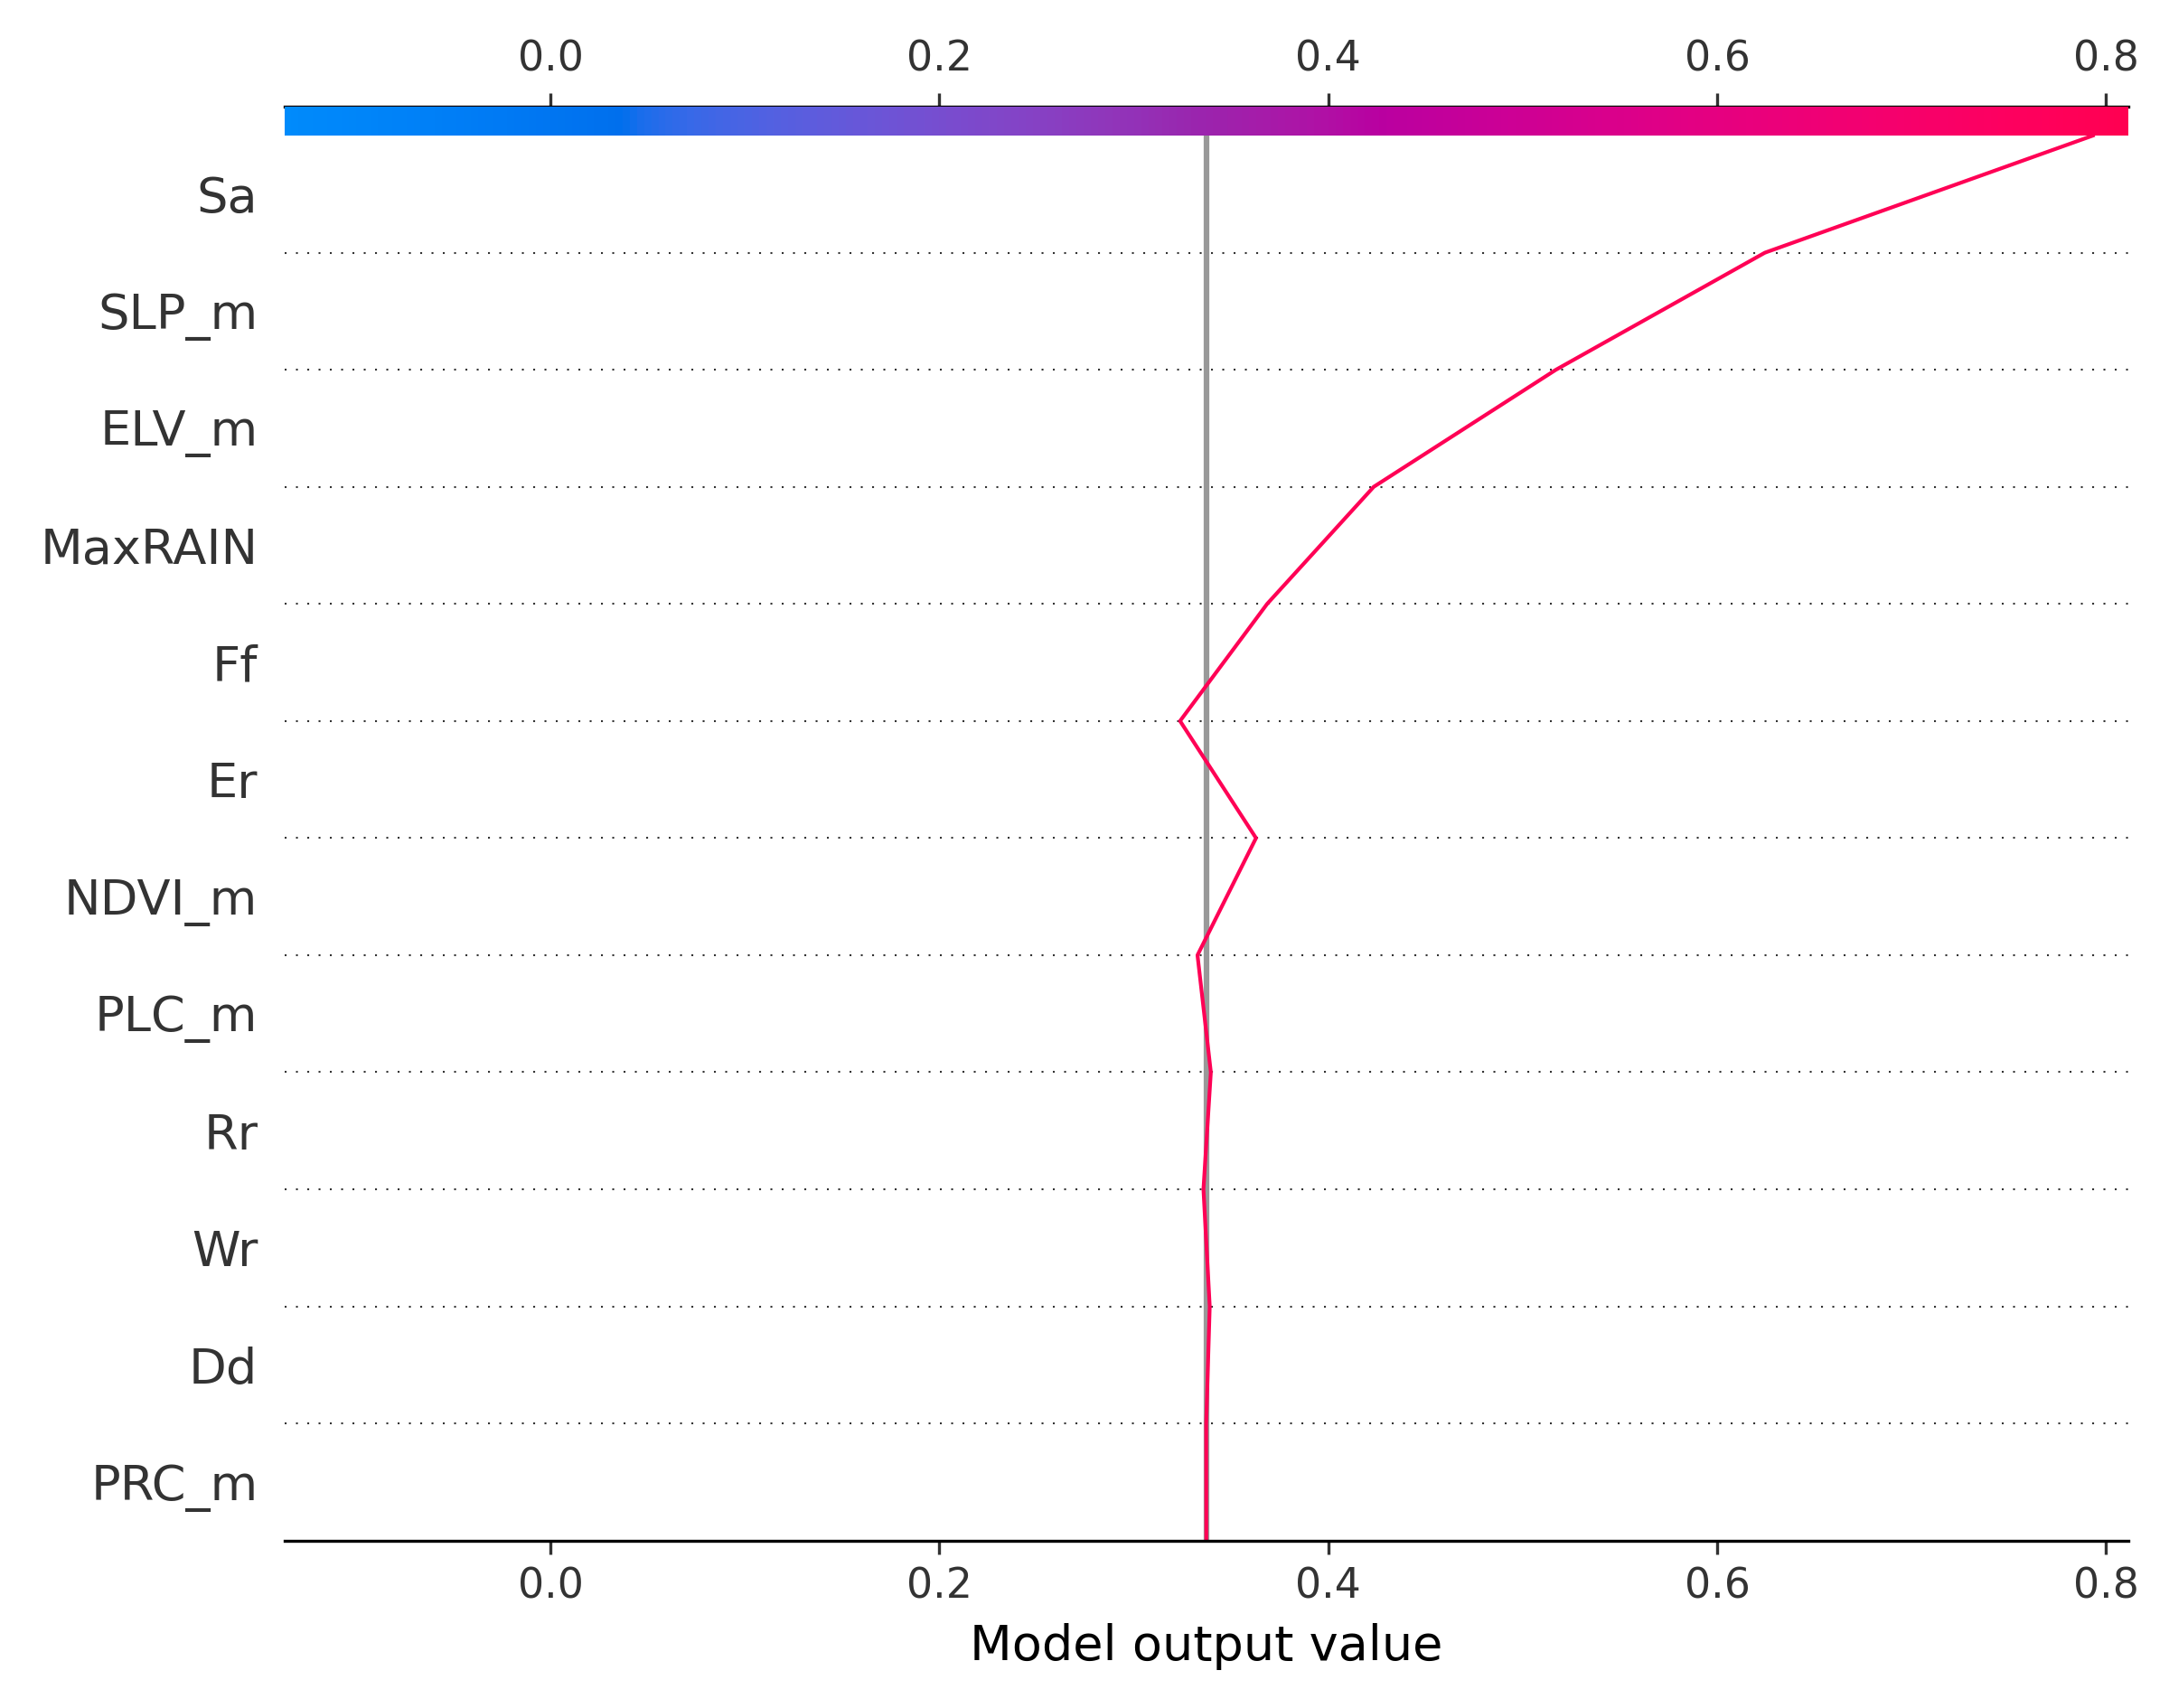 0.0 0.2 0.4 0.6 0.8
Sa
SLP_m
ELV_m
MaxRAIN
Ff
Er
NDVI_m
PLC_m
Rr
Wr
Dd
PRC_m
0.0 0.2 0.4 0.6 0.8
Model output value